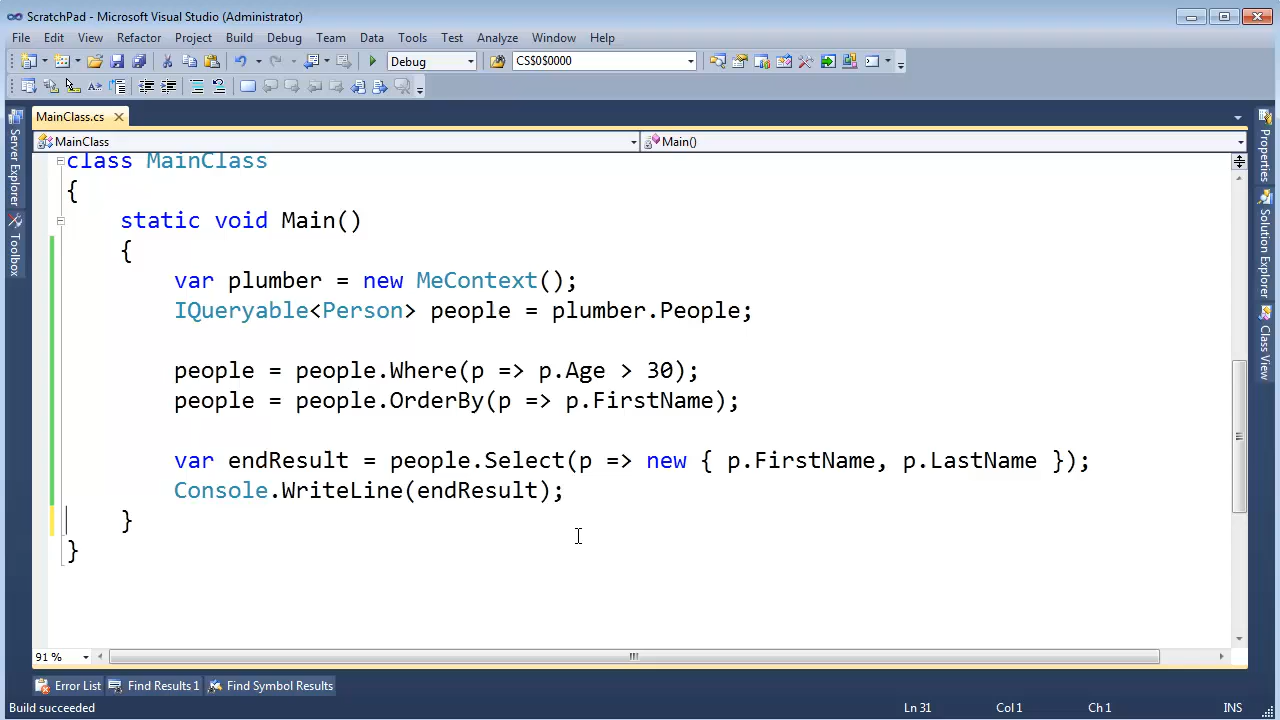 ScratchPad - Microsoft Visual Studio (Administrator)
File Edit View Refactor Project Build Debug Team Data Tools Test Analyze Window Help
Debug CS$0$0000
MainClass.cs
MainClass Main()
class MainClass
{
static void Main()
{
var plumber = new MeContext();
IQueryable<Person> people = plumber.People;
people = people.Where(p => p.Age > 30);
people = people.OrderBy(p => p.FirstName);
var endResult = people.Select(p => new { p.FirstName, p.LastName });
Console.WriteLine(endResult);
}
}
Server Explorer
Toolbox
Properties
Solution Explorer
Class View
91 %
Error List Find Results 1 Find Symbol Results
Build succeeded Ln 31 Col 1 Ch 1 INS